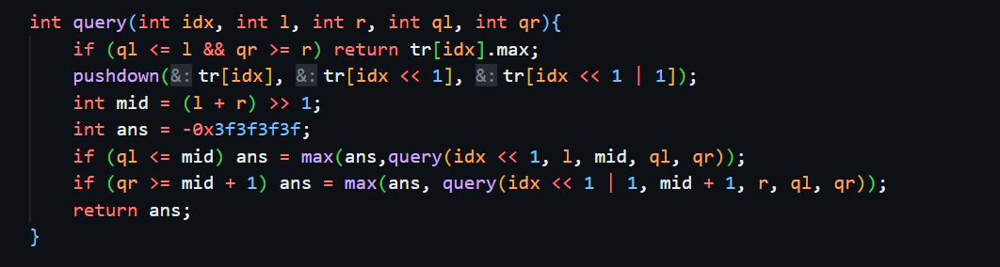 int query(int idx, int l, int r, int ql, int qr){
    if (ql <= l && qr >= r) return tr[idx].max;
    pushdown(&: tr[idx], &: tr[idx << 1], &: tr[idx << 1 | 1]);
    int mid = (l + r) >> 1;
    int ans = -0x3f3f3f3f;
    if (ql <= mid) ans = max(ans,query(idx << 1, l, mid, ql, qr));
    if (qr >= mid + 1) ans = max(ans, query(idx << 1 | 1, mid + 1, r, ql, qr));
    return ans;
}